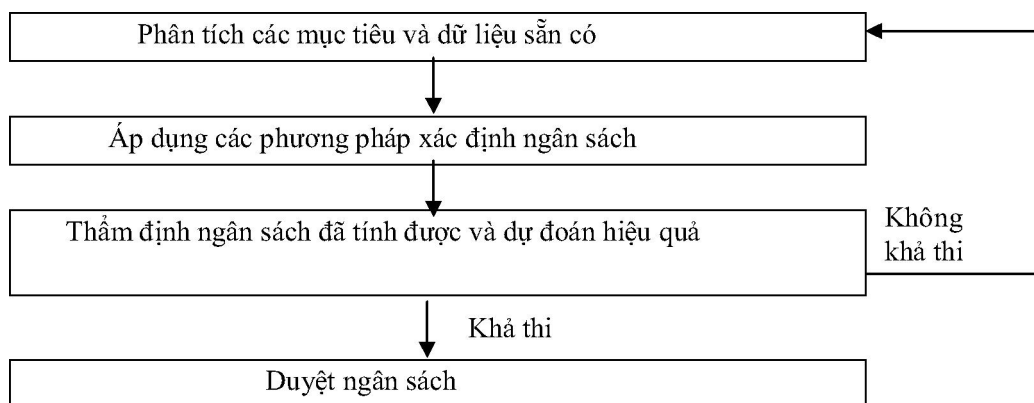 Phân tích các mục tiêu và dữ liệu sẵn có
Áp dụng các phương pháp xác định ngân sách
Thẩm định ngân sách đã tính được và dự đoán hiệu quả
Không
khả thi
Khả thi
Duyệt ngân sách